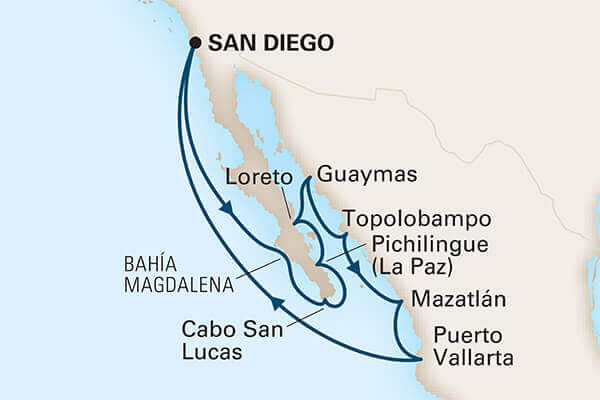 SAN DIEGO
Guaymas
Loreto
Topolobampo
Pichilingue
(La Paz)
BAHÍA
MAGDALENA
Mazatlán
Cabo San
Lucas
Puerto
Vallarta